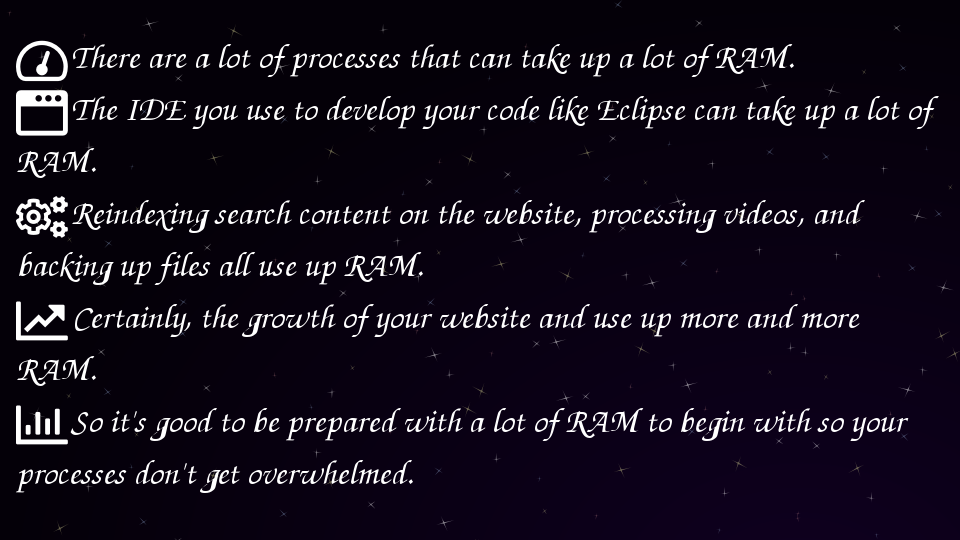 There are a lot of processes that can take up a lot of RAM.
The IDE you use to develop your code like Eclipse can take up a lot of
RAM.
Reindexing search content on the website, processing videos, and
backing up files all use up RAM.
Certainly, the growth of your website and use up more and more
RAM.
So it's good to be prepared with a lot of RAM to begin with so your
processes don't get overwhelmed.